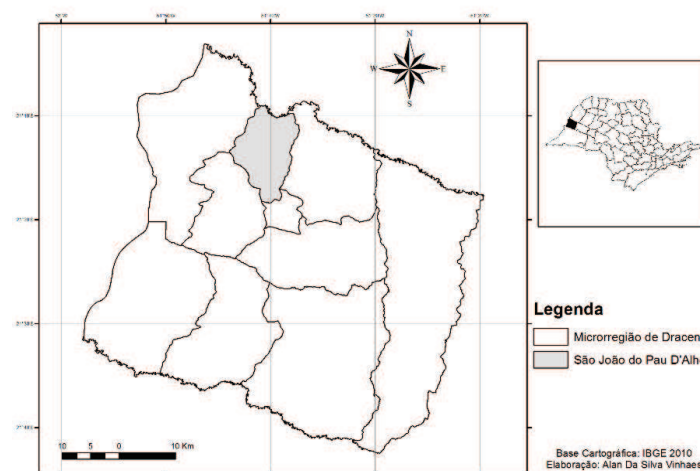 N
W E
S
Legenda
Microrregião de Dracen
São João do Pau D'Alh
10 5 0 10 Km
Base Cartográfica: IBGE 2010
Elaboração: Alan Da Silva Vinhaes